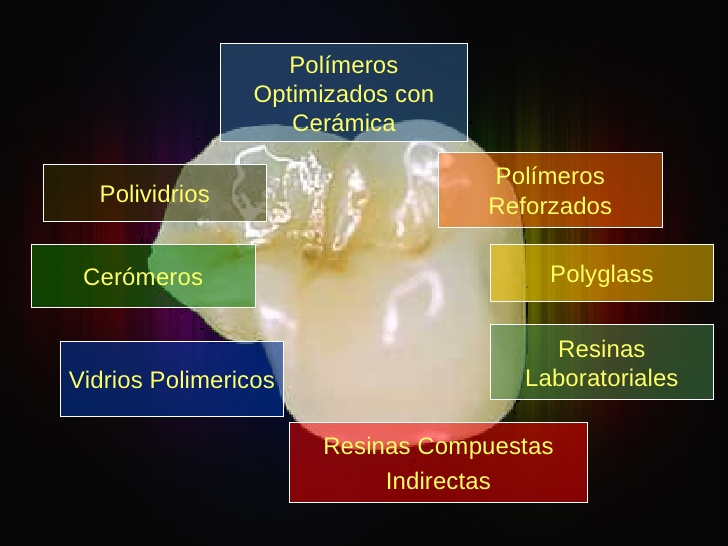 Polímeros
Optimizados con
Cerámica
Polividrios
Polímeros
Reforzados
Cerómeros
Polyglass
Vidrios Polimericos
Resinas
Laboratoriales
Resinas Compuestas
Indirectas